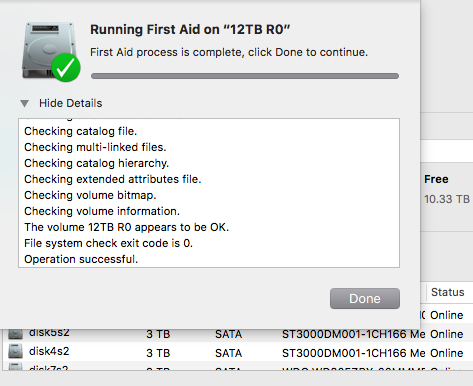 Running First Aid on “12TB R0”
First Aid process is complete, click Done to continue.
Hide Details
Checking catalog file.
Checking multi-linked files.
Checking catalog hierarchy.
Checking extended attributes file.
Checking volume bitmap.
Checking volume information.
The volume 12TB R0 appears to be OK.
File system check exit code is 0.
Operation successful.
Done
Free
10.33 TB
Status
Online
disk5s2 3 TB SATA ST3000DM001-1CH166 Me Online
disk4s2 3 TB SATA ST3000DM001-1CH166 Me Online
disk7s2 Online